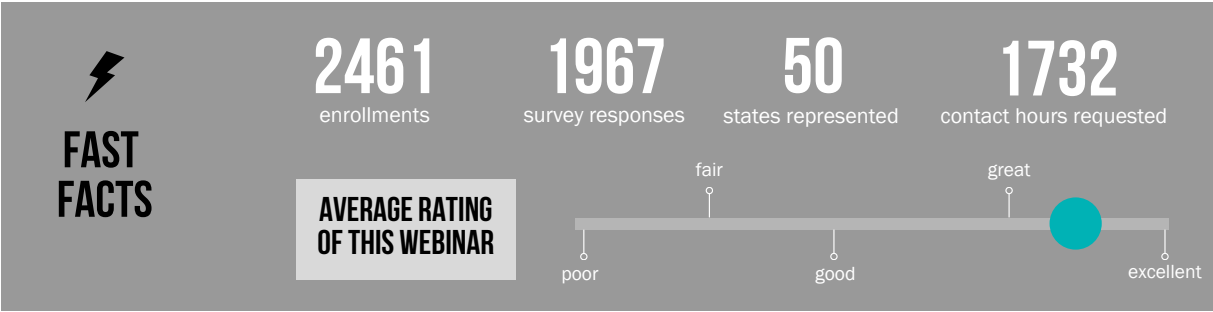 FAST
FACTS
2461
enrollments
1967
survey responses
50
states represented
1732
contact hours requested
AVERAGE RATING
OF THIS WEBINAR
poor
fair
good
great
excellent